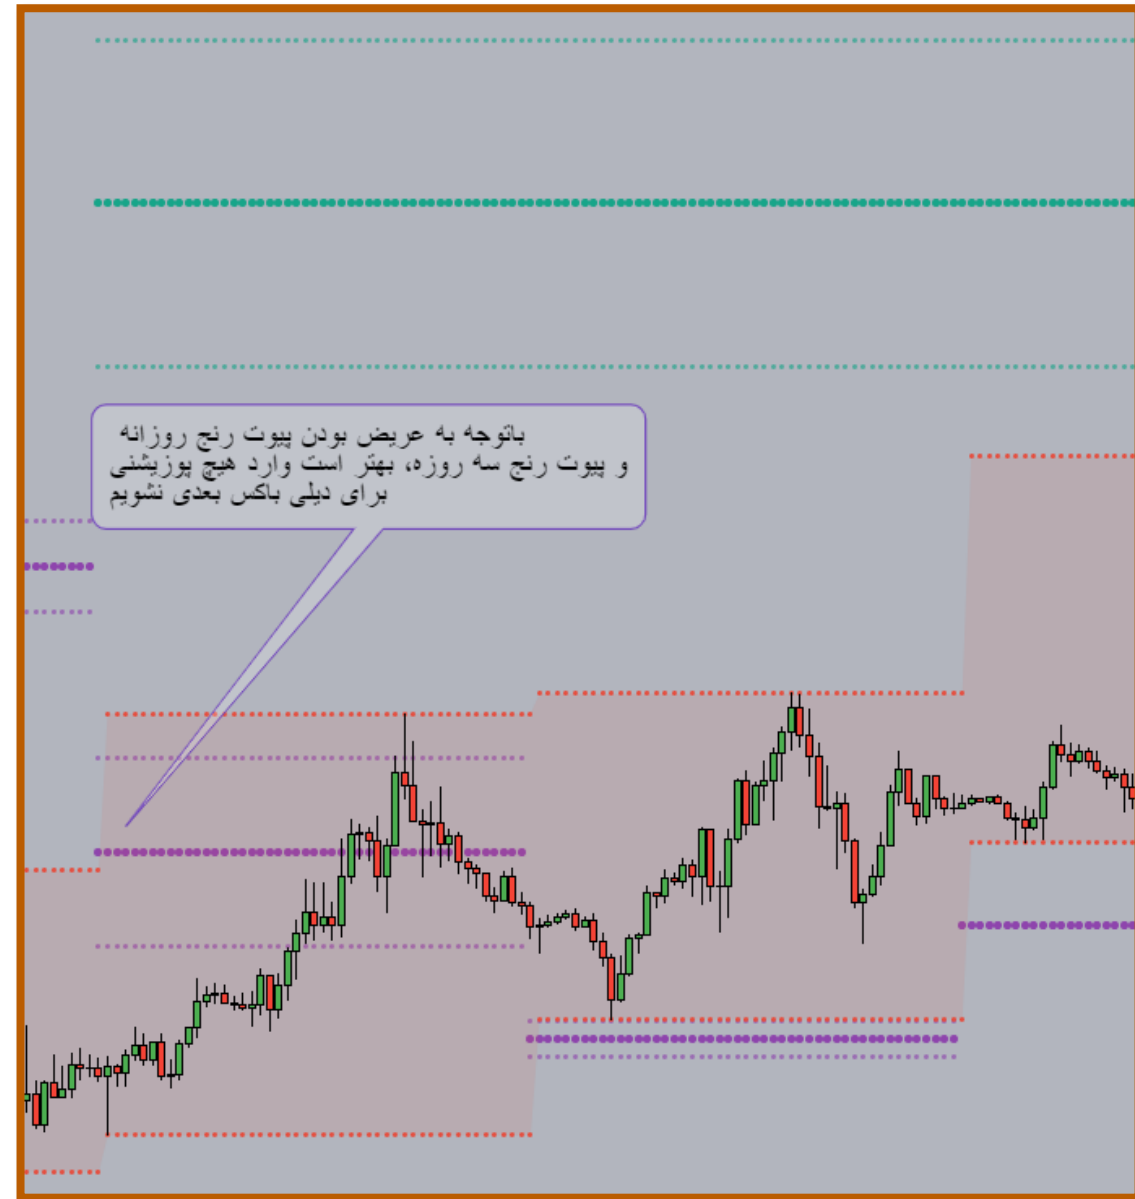 باتوجه به عریض بودن پیوت رنج روزانه
و پیوت رنج سه روزه، بهتر است وارد هیچ پوزیشنی
برای دیلی باکس بعدی نشویم